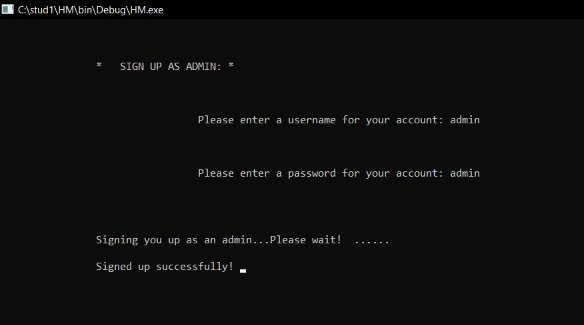 C:\stud1\HM\bin\Debug\HM.exe
* SIGN UP AS ADMIN: *
Please enter a username for your account: admin
Please enter a password for your account: admin
Signing you up as an admin...Please wait! ......
Signed up successfully!